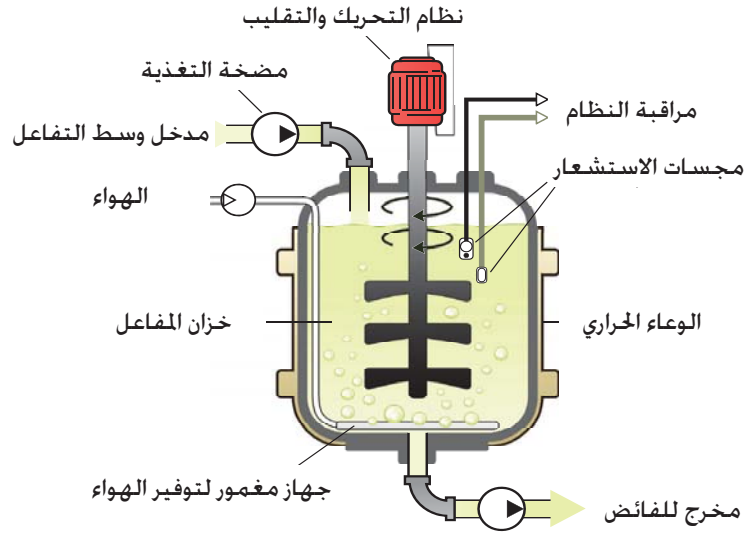 نظام التحريك والتقليب
مضخة التغذية
مراقبة النظام
مدخل وسط التفاعل
مجسات الاستشعار
الهواء
خزان المفاعل
الوعاء الحراري
جهاز مغمور لتوفير الهواء
مخرج للفائض